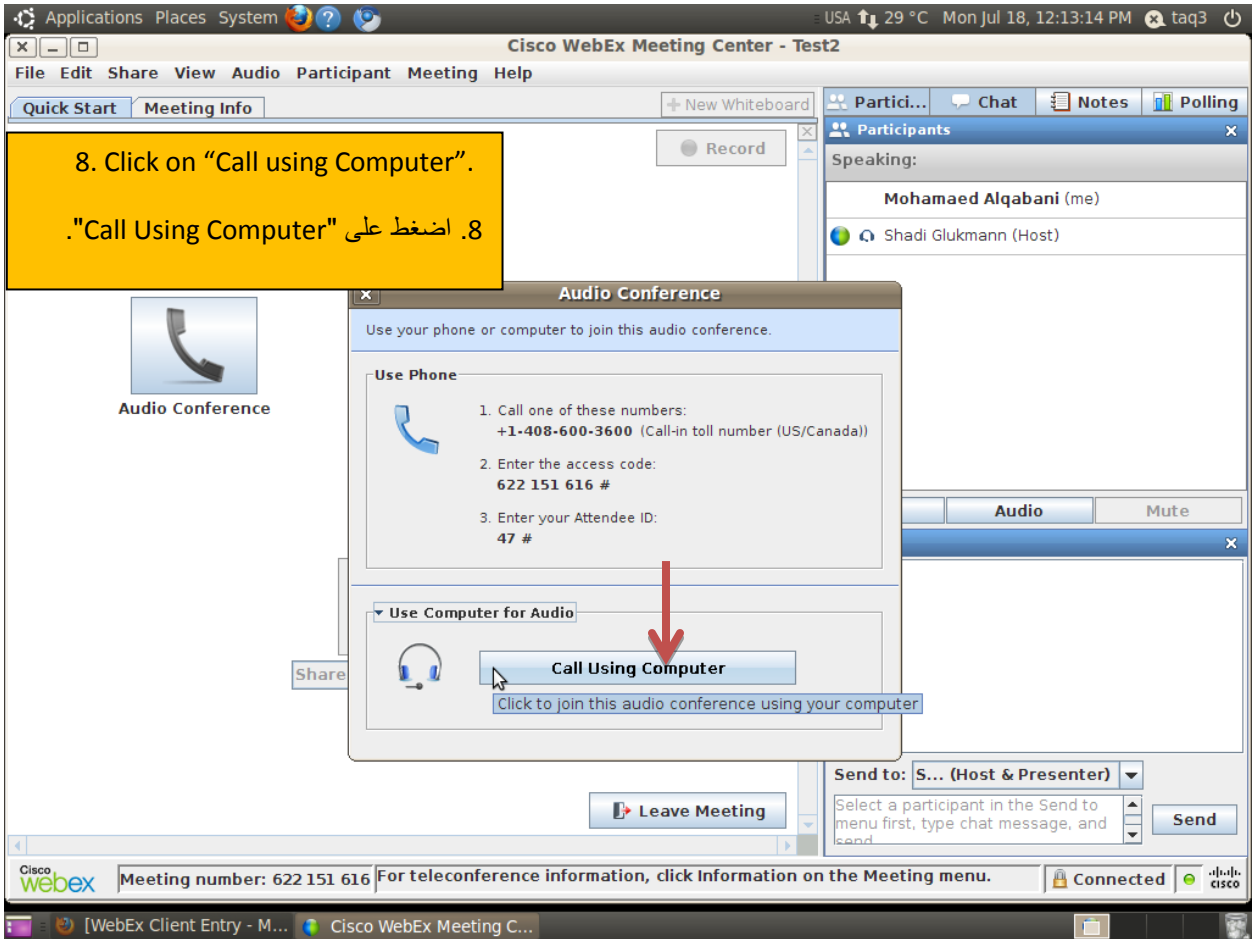 Applications Places System USA 29 °C Mon Jul 18, 12:13:14 PM taq3
Cisco WebEx Meeting Center - Test2
File Edit Share View Audio Participant Meeting Help
Quick Start Meeting Info + New Whiteboard
Record
8. Click on “Call using Computer”.
8. اضغط على "Call Using Computer".
Audio Conference
Audio Conference
Use your phone or computer to join this audio conference.
Use Phone
1. Call one of these numbers:
+1-408-600-3600 (Call-in toll number (US/Canada))
2. Enter the access code:
622 151 616 #
3. Enter your Attendee ID:
47 #
Use Computer for Audio
Call Using Computer
Click to join this audio conference using your computer
Share
Leave Meeting
Partici... Chat Notes Polling
Participants
Speaking:
Mohamaed Alqabani (me)
Shadi Glukmann (Host)
Audio Mute
Send to: S... (Host & Presenter)
Select a participant in the Send to
menu first, type chat message, and
send
Send
Cisco webex Meeting number: 622 151 616 For teleconference information, click Information on the Meeting menu. Connected cisco
[WebEx Client Entry - M... Cisco WebEx Meeting C...